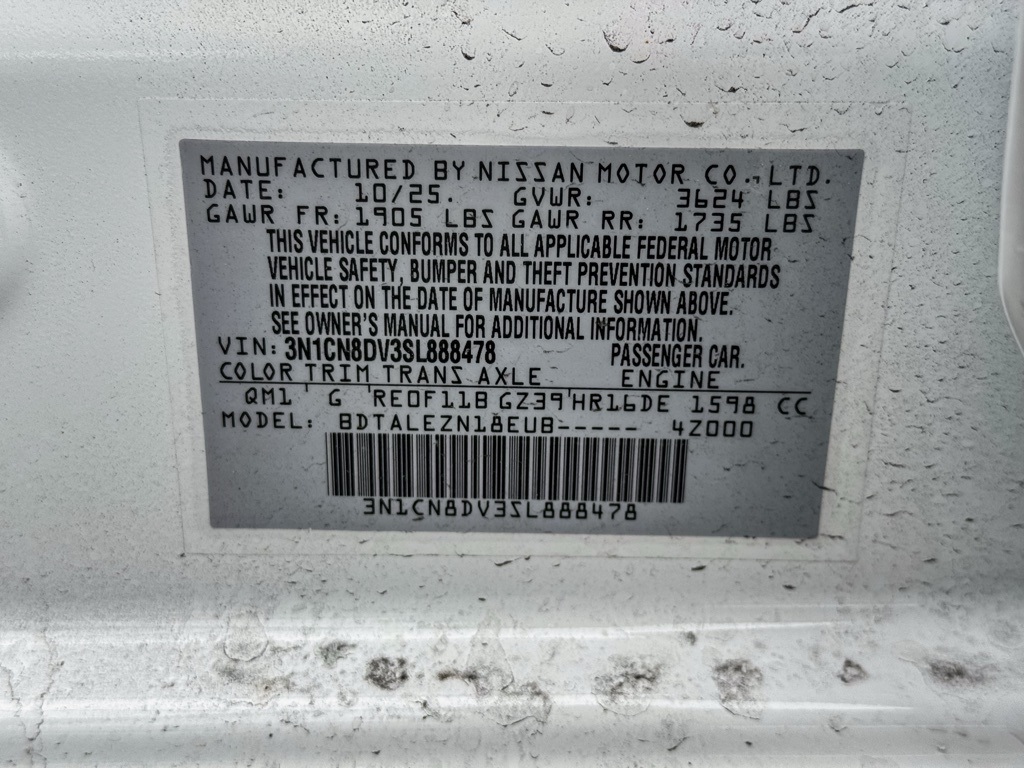 MANUFACTURED BY NISSAN MOTOR CO., LTD.
DATE: 10/25. GVWR: 3624 LBS
GAWR FR: 1905 LBS GAWR RR: 1735 LBS
THIS VEHICLE CONFORMS TO ALL APPLICABLE FEDERAL MOTOR
VEHICLE SAFETY, BUMPER AND THEFT PREVENTION STANDARDS
IN EFFECT ON THE DATE OF MANUFACTURE SHOWN ABOVE.
SEE OWNER'S MANUAL FOR ADDITIONAL INFORMATION.
VIN: 3N1CN8DV3SL888478 PASSENGER CAR.
COLOR TRIM TRANS AXLE ENGINE
QM1 G RE0F11B GZ39 HR16DE 1598 CC
MODEL: BDTALEZN18EUB----- 4Z000
3N1CN8DV3SL888478